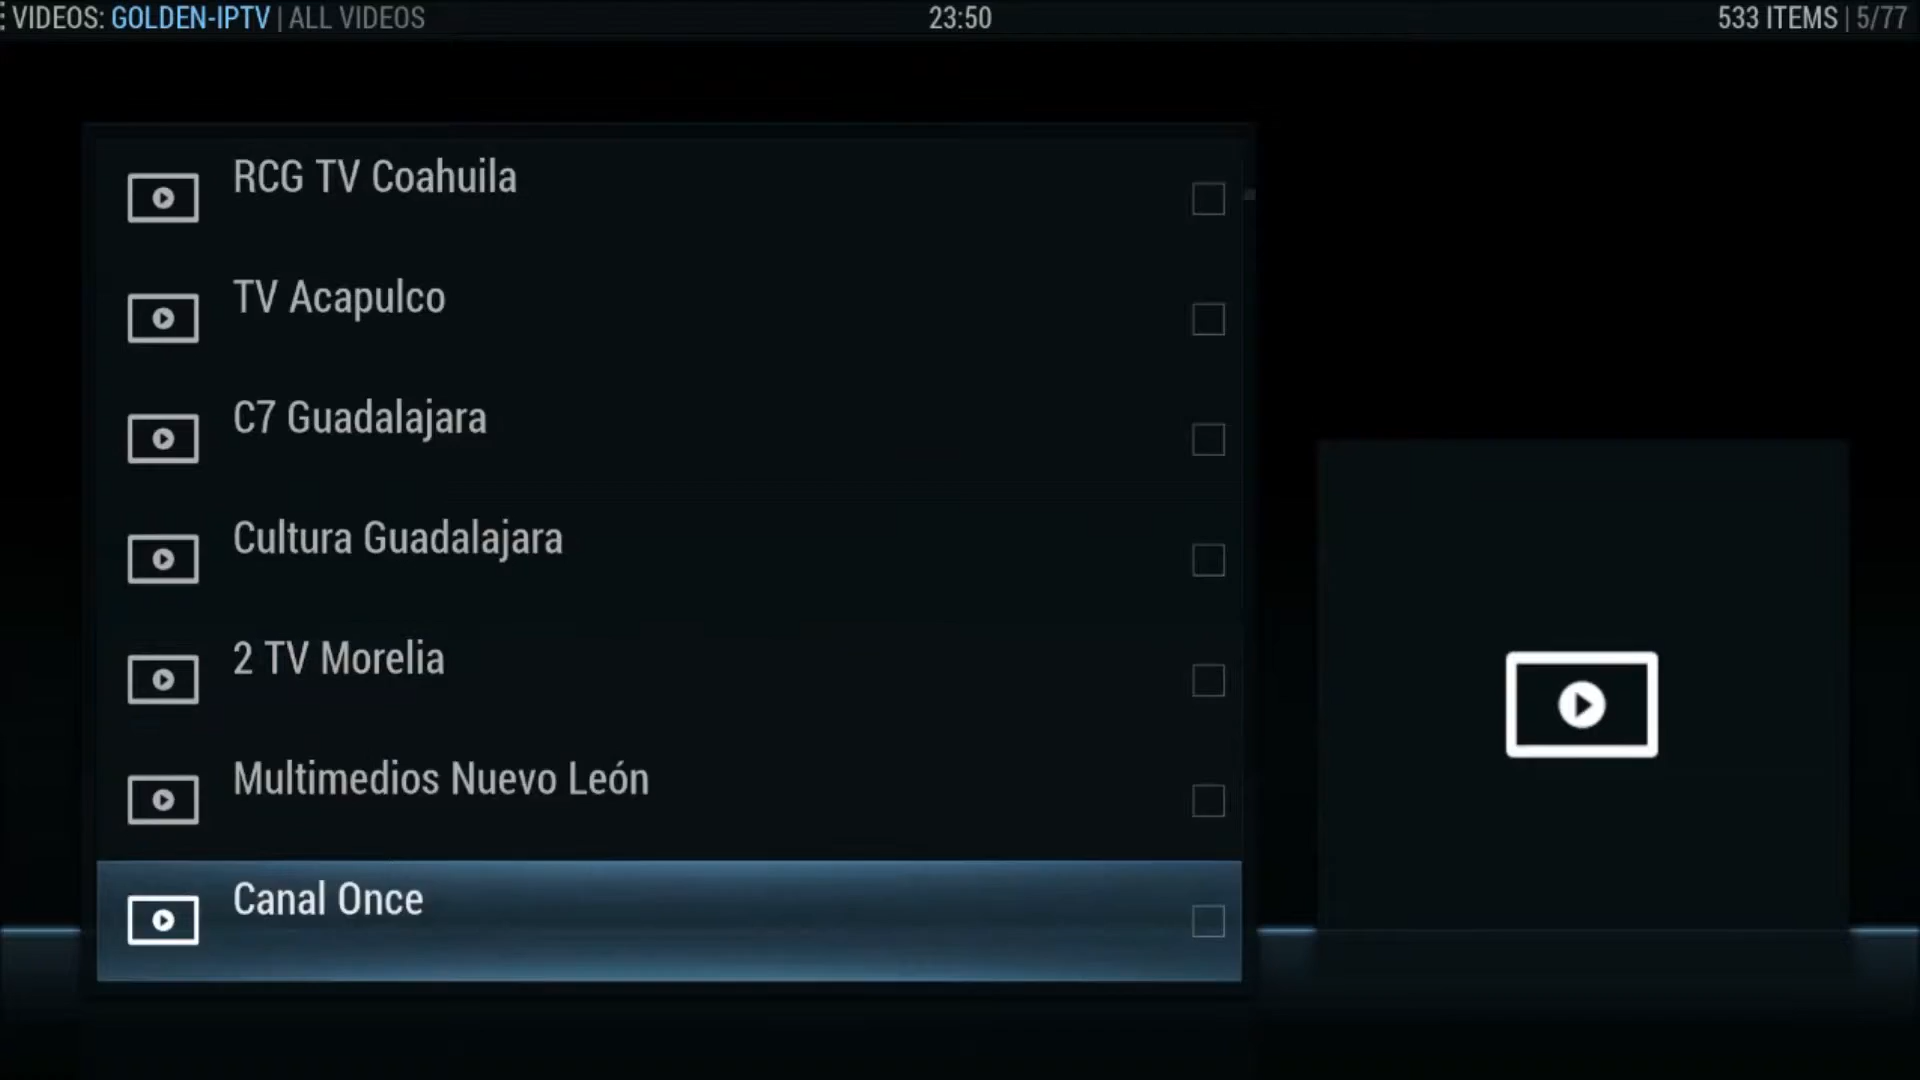 VIDEOS: GOLDEN-IPTV | ALL VIDEOS
23:50
533 ITEMS | 5/77
RCG TV Coahuila
TV Acapulco
C7 Guadalajara
Cultura Guadalajara
2 TV Morelia
Multimedios Nuevo León
Canal Once